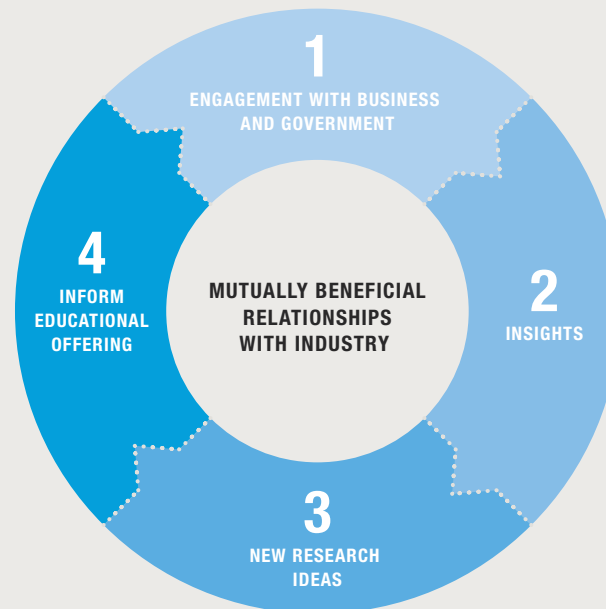 1
ENGAGEMENT WITH BUSINESS
AND GOVERNMENT
2
INSIGHTS
3
NEW RESEARCH
IDEAS
4
INFORM
EDUCATIONAL
OFFERING
MUTUALLY BENEFICIAL
RELATIONSHIPS
WITH INDUSTRY